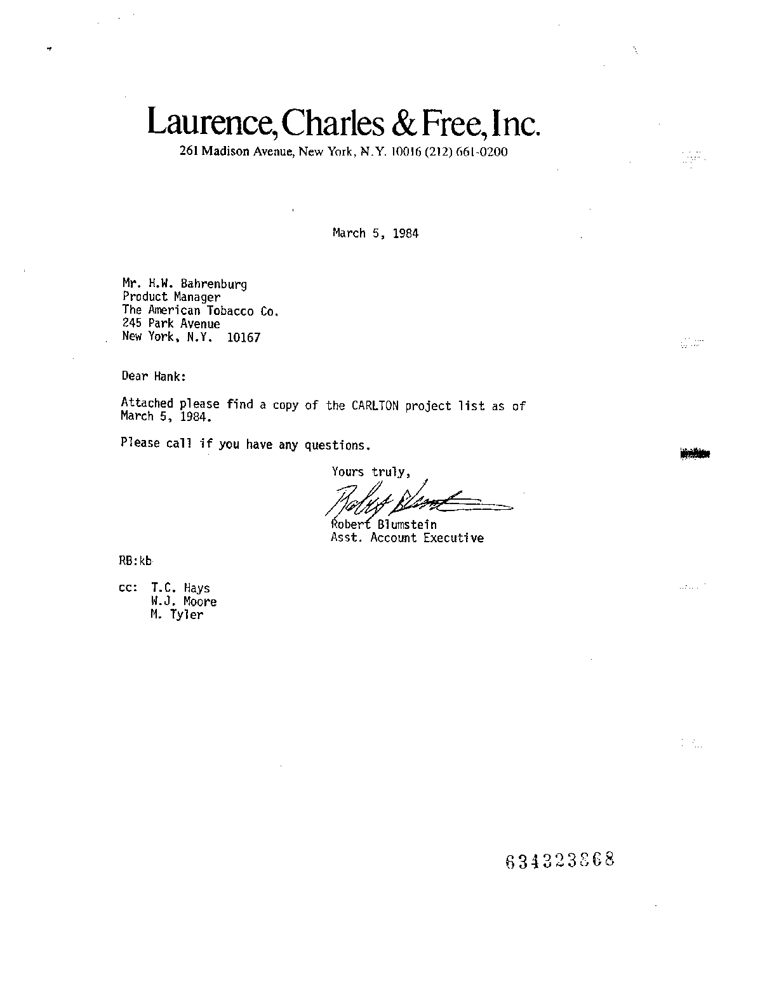 Laurence, Charles & Free, Inc.
261 Madison Avenue, New York, N.Y. 10016 (212) 661-0200
March 5, 1984
Mr. H.W. Bahrenburg
Product Manager
The American Tobacco Co.
245 Park Avenue
New York, N.Y. 10167
Dear Hank:
Attached please find a copy of the CARLTON project list as of
March 5, 1984.
Please call if you have any questions.
Yours truly,
Robert Blumstein
Asst. Account Executive
RB:kb
cc: T.C. Hays
W.J. Moore
M. Tyler